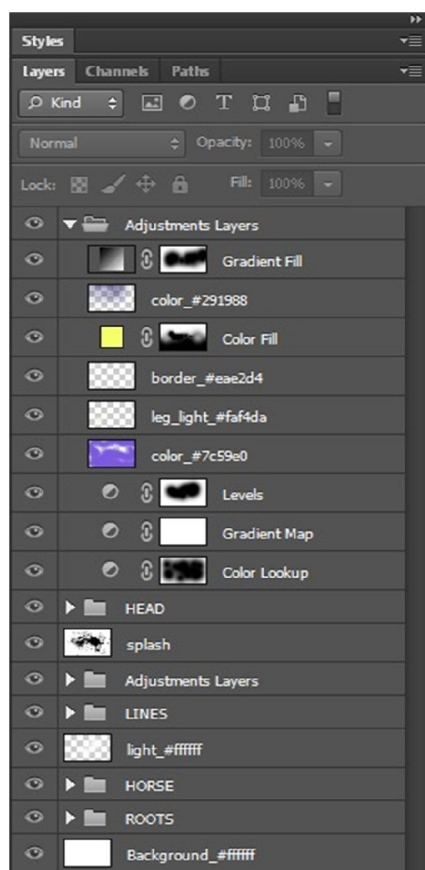 Styles
Layers Channels Paths
Kind
Normal Opacity: 100%
Lock: Fill: 100%
Adjustments Layers
Gradient Fill
color_#291988
Color Fill
border_#eae2d4
leg_light_#faf4da
color_#7c59e0
Levels
Gradient Map
Color Lookup
HEAD
splash
Adjustments Layers
LINES
light_#ffffff
HORSE
ROOTS
Background_#ffffff